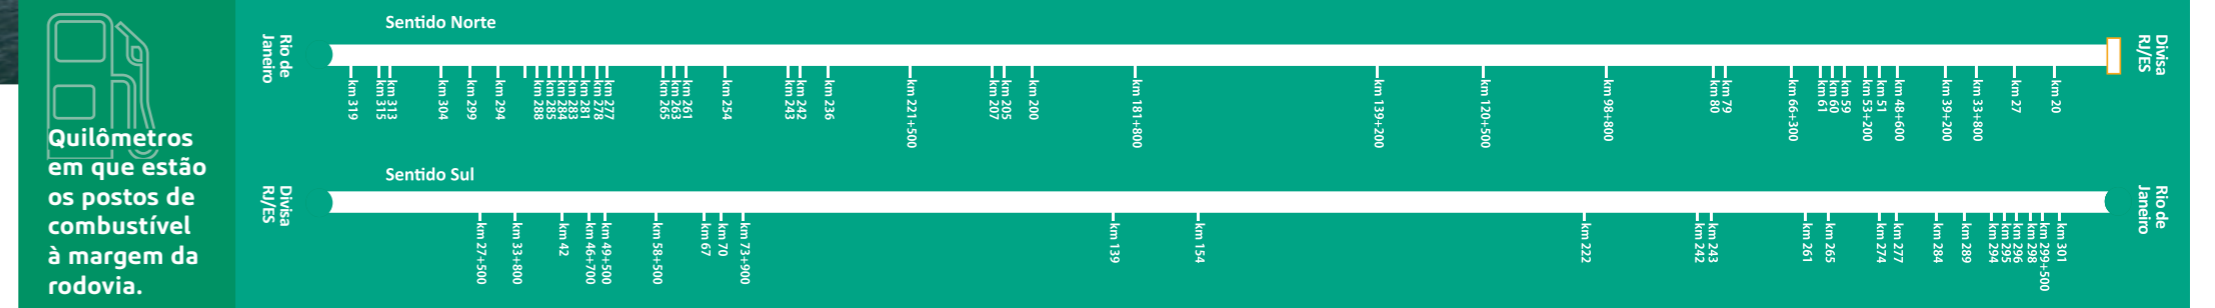 Quilômetros
em que estão
os postos de
combustível
à margem da
rodovia.
Sentido Norte
Rio de
Janeiro
km 319
km 315
km 313
km 304
km 299
km 294
km 288
km 285
km 284
km 283
km 281
km 278
km 277
km 265
km 263
km 261
km 254
km 243
km 242
km 236
km 221+500
km 207
km 205
km 200
km 181+800
km 139+200
km 120+500
km 98+800
km 80
km 79
km 66+300
km 61
km 60
km 59
km 53+200
km 51
km 48+600
km 39+200
km 33+800
km 27
km 20
Divisa
RJ/ES
Sentido Sul
Divisa
RJ/ES
km 27+500
km 33+800
km 42
km 46+700
km 49+500
km 58+500
km 67
km 70
km 73+900
km 139
km 154
km 222
km 242
km 243
km 261
km 265
km 274
km 277
km 284
km 289
km 294
km 295
km 296
km 298
km 299+500
km 301
Rio de
Janeiro